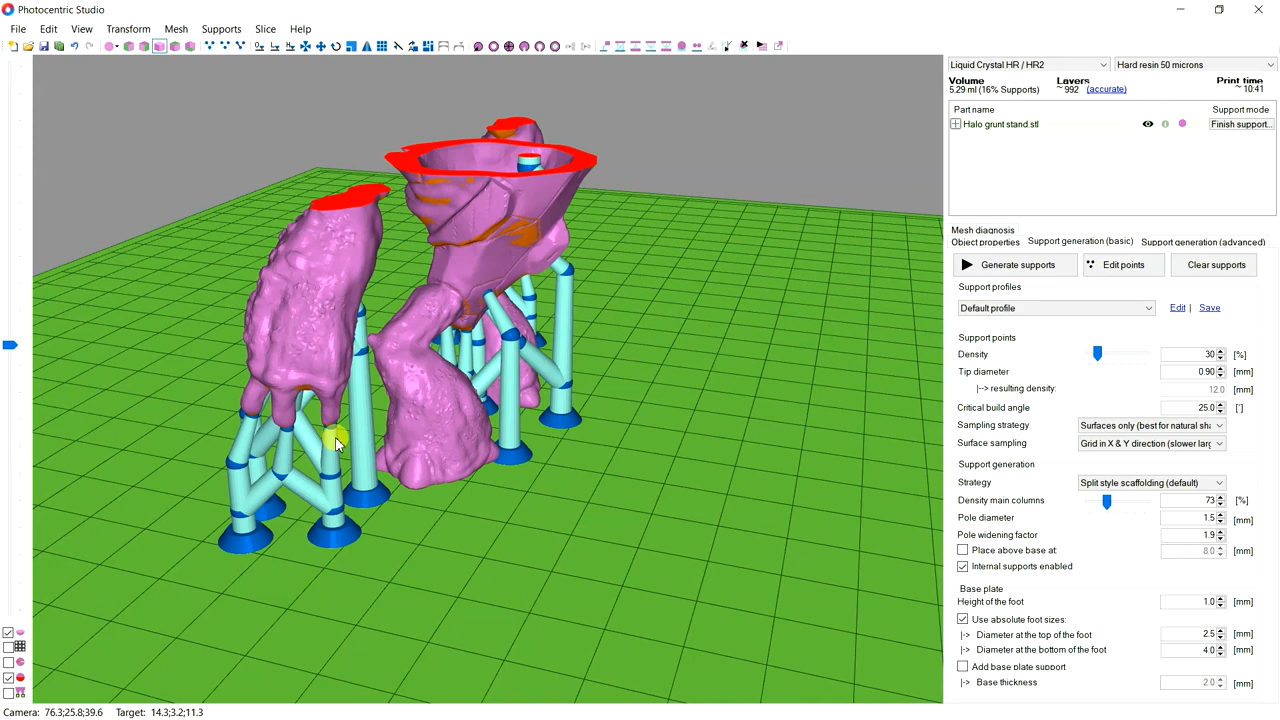 Photocentric Studio
File Edit View Transform Mesh Supports Slice Help
Liquid Crystal HR / HR2 Hard resin 50 microns
Volume Layers Print time
5.29 ml (16% Supports) ~ 992 (accurate) ~ 10:41
Part name Support mode
Halo grunt stand.stl Finish support...
Mesh diagnosis
Object properties Support generation (basic) Support generation (advanced)
Generate supports Edit points Clear supports
Support profiles
Default profile Edit | Save
Support points
Density 30 [%]
Tip diameter 0.90 [mm]
|--> resulting density: 12.0 [mm]
Critical build angle 25.0 [°]
Sampling strategy Surfaces only (best for natural sha
Surface sampling Grid in X & Y direction (slower larg
Support generation
Strategy Split style scaffolding (default)
Density main columns 73 [%]
Pole diameter 1.5 [mm]
Pole widening factor 1.9 [mm]
Place above base at: 8.0 [mm]
Internal supports enabled
Base plate
Height of the foot 1.0 [mm]
Use absolute foot sizes:
|-> Diameter at the top of the foot 2.5 [mm]
|-> Diameter at the bottom of the foot 4.0 [mm]
Add base plate support
|-> Base thickness 2.0 [mm]
Camera: 76.3;25.8;39.6 Target: 14.3;3.2;11.3